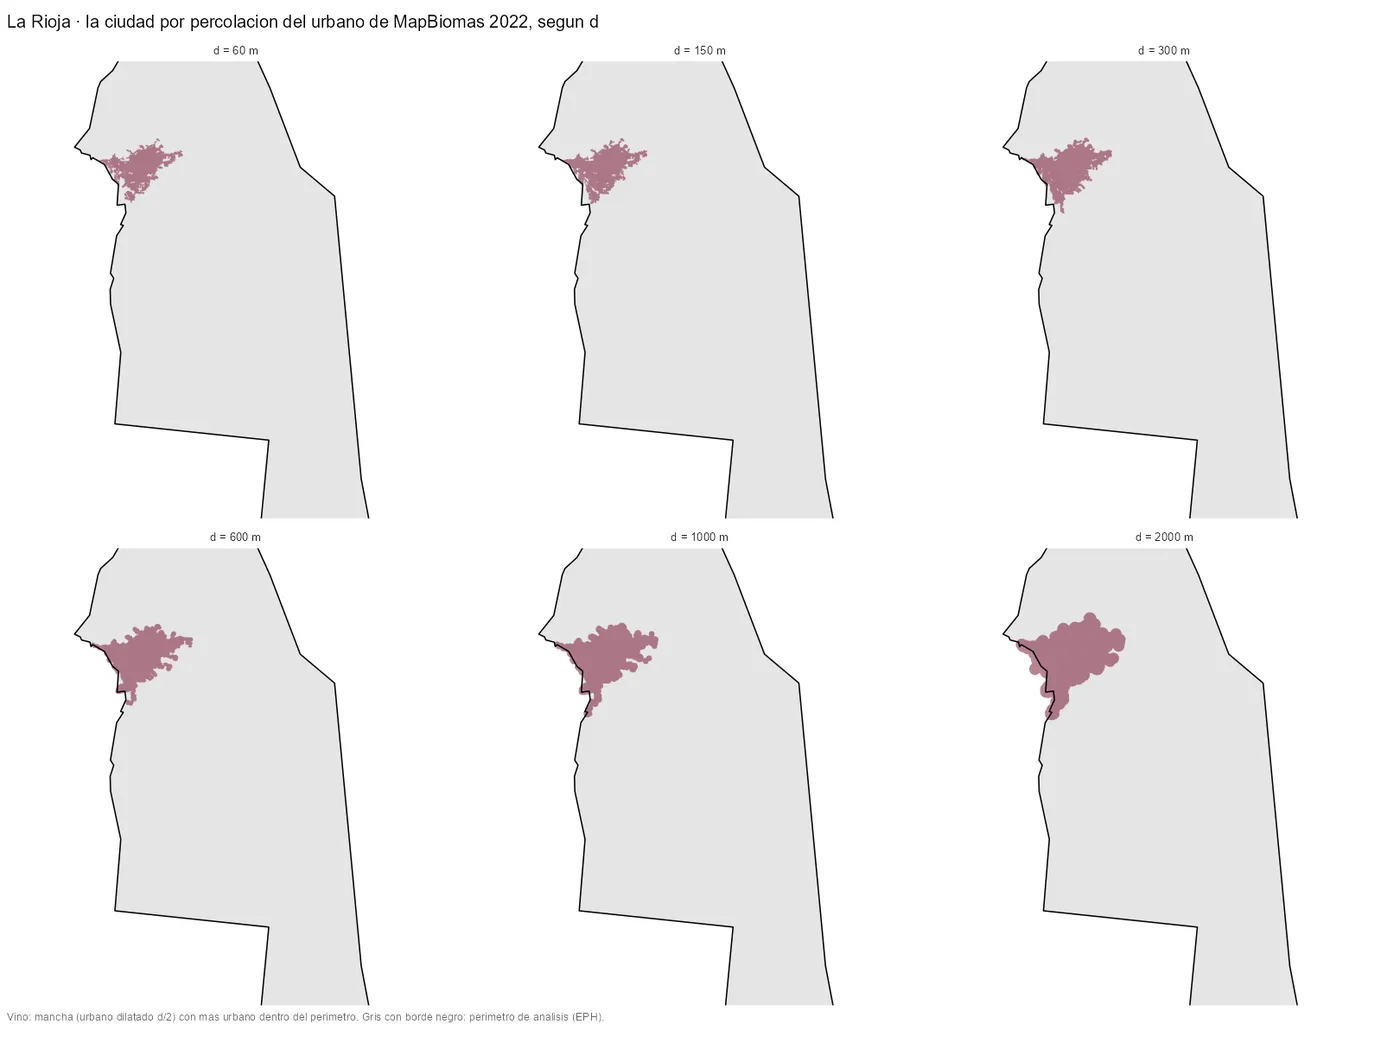 La Rioja · la ciudad por percolacion del urbano de MapBiomas 2022, segun d
d = 60 m
d = 150 m
d = 300 m
d = 600 m
d = 1000 m
d = 2000 m
Vino: mancha (urbano dilatado d/2) con mas urbano dentro del perimetro. Gris con borde negro: perimetro de analisis (EPH).